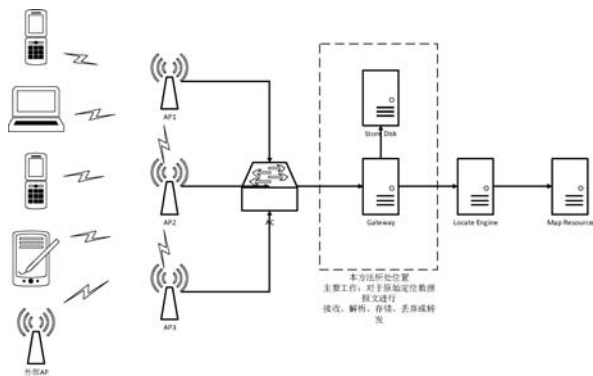 AP1
Store Disk
AP2
AC
Gateway
Locate Engine
Map Resource
AP3
外部AP
本方法所处位置
主要工作：对于原始定位数据
报文进行
接收、解析、存储、丢弃或转
发